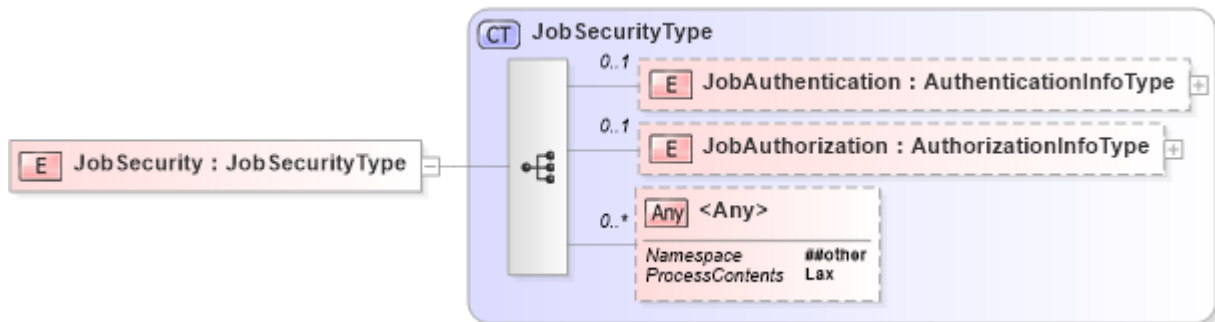 CT JobSecurityType
0..1
E JobAuthentication : AuthenticationInfoType
0..1
E JobAuthorization : AuthorizationInfoType
E JobSecurity : JobSecurityType
0..*
Any <Any>
Namespace ##other
ProcessContents Lax